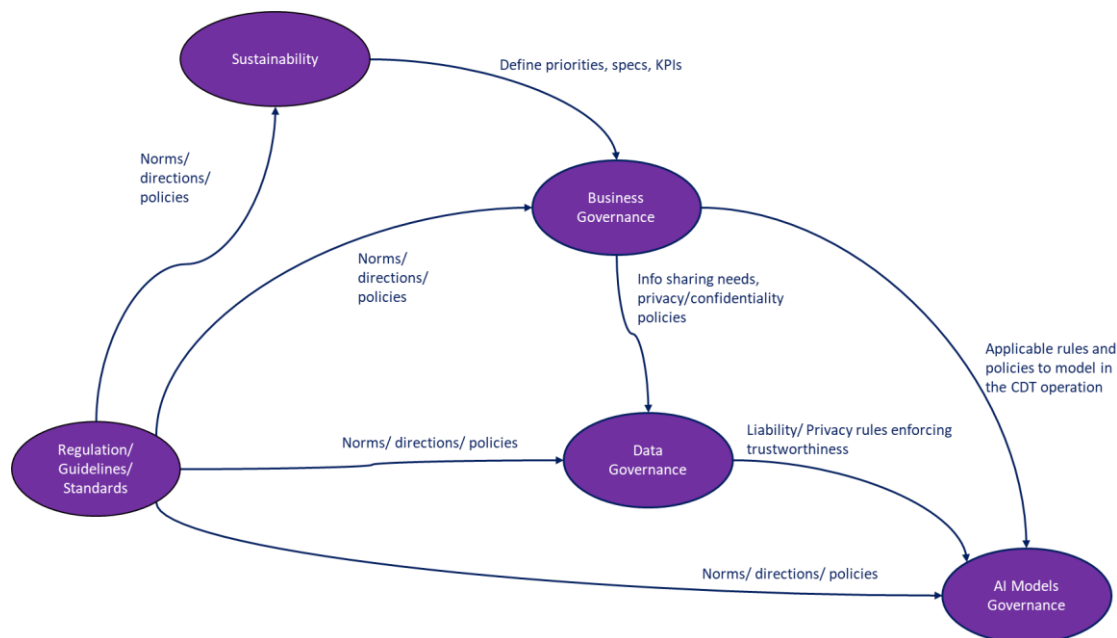 Sustainability
Define priorities, specs, KPIs
Norms/
directions/
policies
Business
Governance
Norms/
directions/
policies
Info sharing needs,
privacy/confidentiality
policies
Applicable rules and
policies to model in
the CDT operation
Regulation/
Guidelines/
Standards
Norms/ directions/ policies
Data
Governance
Liability/ Privacy rules enforcing
trustworthiness
Norms/ directions/ policies
AI Models
Governance